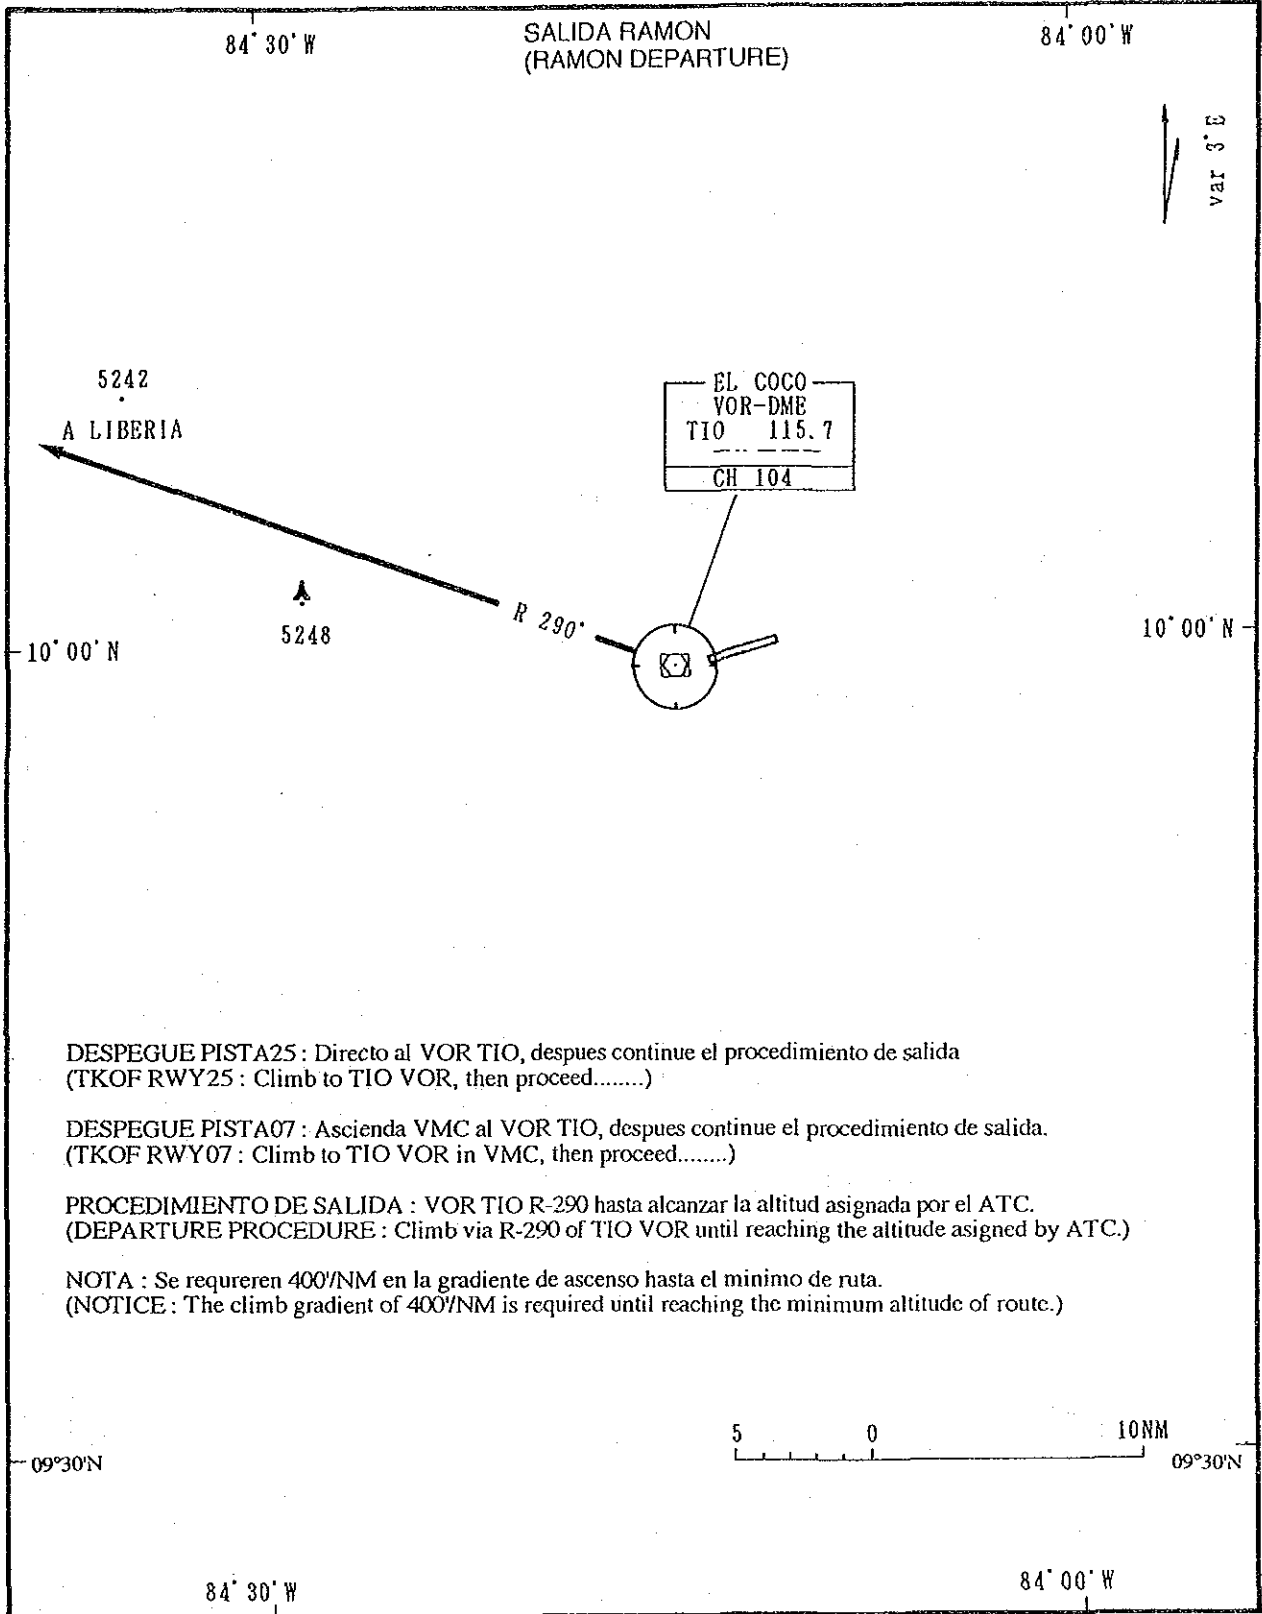 SALIDA RAMON
(RAMON DEPARTURE)
84° 30' W
84° 00' W
var 3°E
5242
A LIBERIA
EL COCO
VOR-DME
TIO 115.7
CH 104
R 290°
5248
10° 00' N
10° 00' N
DESPEGUE PISTA25 : Directo al VOR TIO, despues continue el procedimiento de salida
(TKOF RWY25 : Climb to TIO VOR, then proceed........)
DESPEGUE PISTA07 : Ascienda VMC al VOR TIO, despues continue el procedimiento de salida.
(TKOF RWY07 : Climb to TIO VOR in VMC, then proceed........)
PROCEDIMIENTO DE SALIDA : VOR TIO R-290 hasta alcanzar la altitud asignada por el ATC.
(DEPARTURE PROCEDURE : Climb via R-290 of TIO VOR until reaching the altitude asigned by ATC.)
NOTA : Se requreren 400'/NM en la gradiente de ascenso hasta el minimo de ruta.
(NOTICE : The climb gradient of 400'/NM is required until reaching the minimum altitude of route.)
5 0 10NM
09°30'N
09°30'N
84° 30' W
84° 00' W